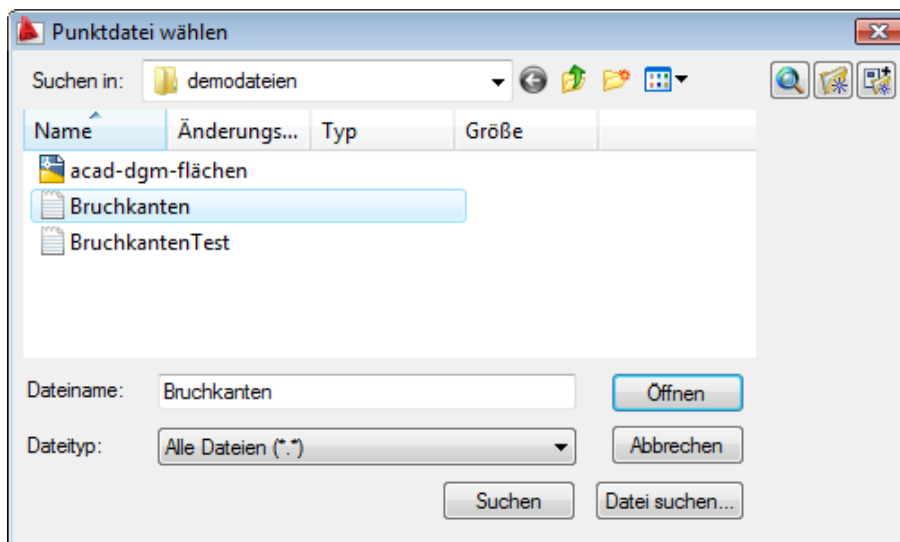 Punktdatei wählen
Suchen in: demodateien
Name Änderungs... Typ Größe
acad-dgm-flächen
Bruchkanten
BruchkantenTest
Dateiname: Bruchkanten Öffnen
Dateityp: Alle Dateien (*.*) Abbrechen
Suchen Datei suchen...